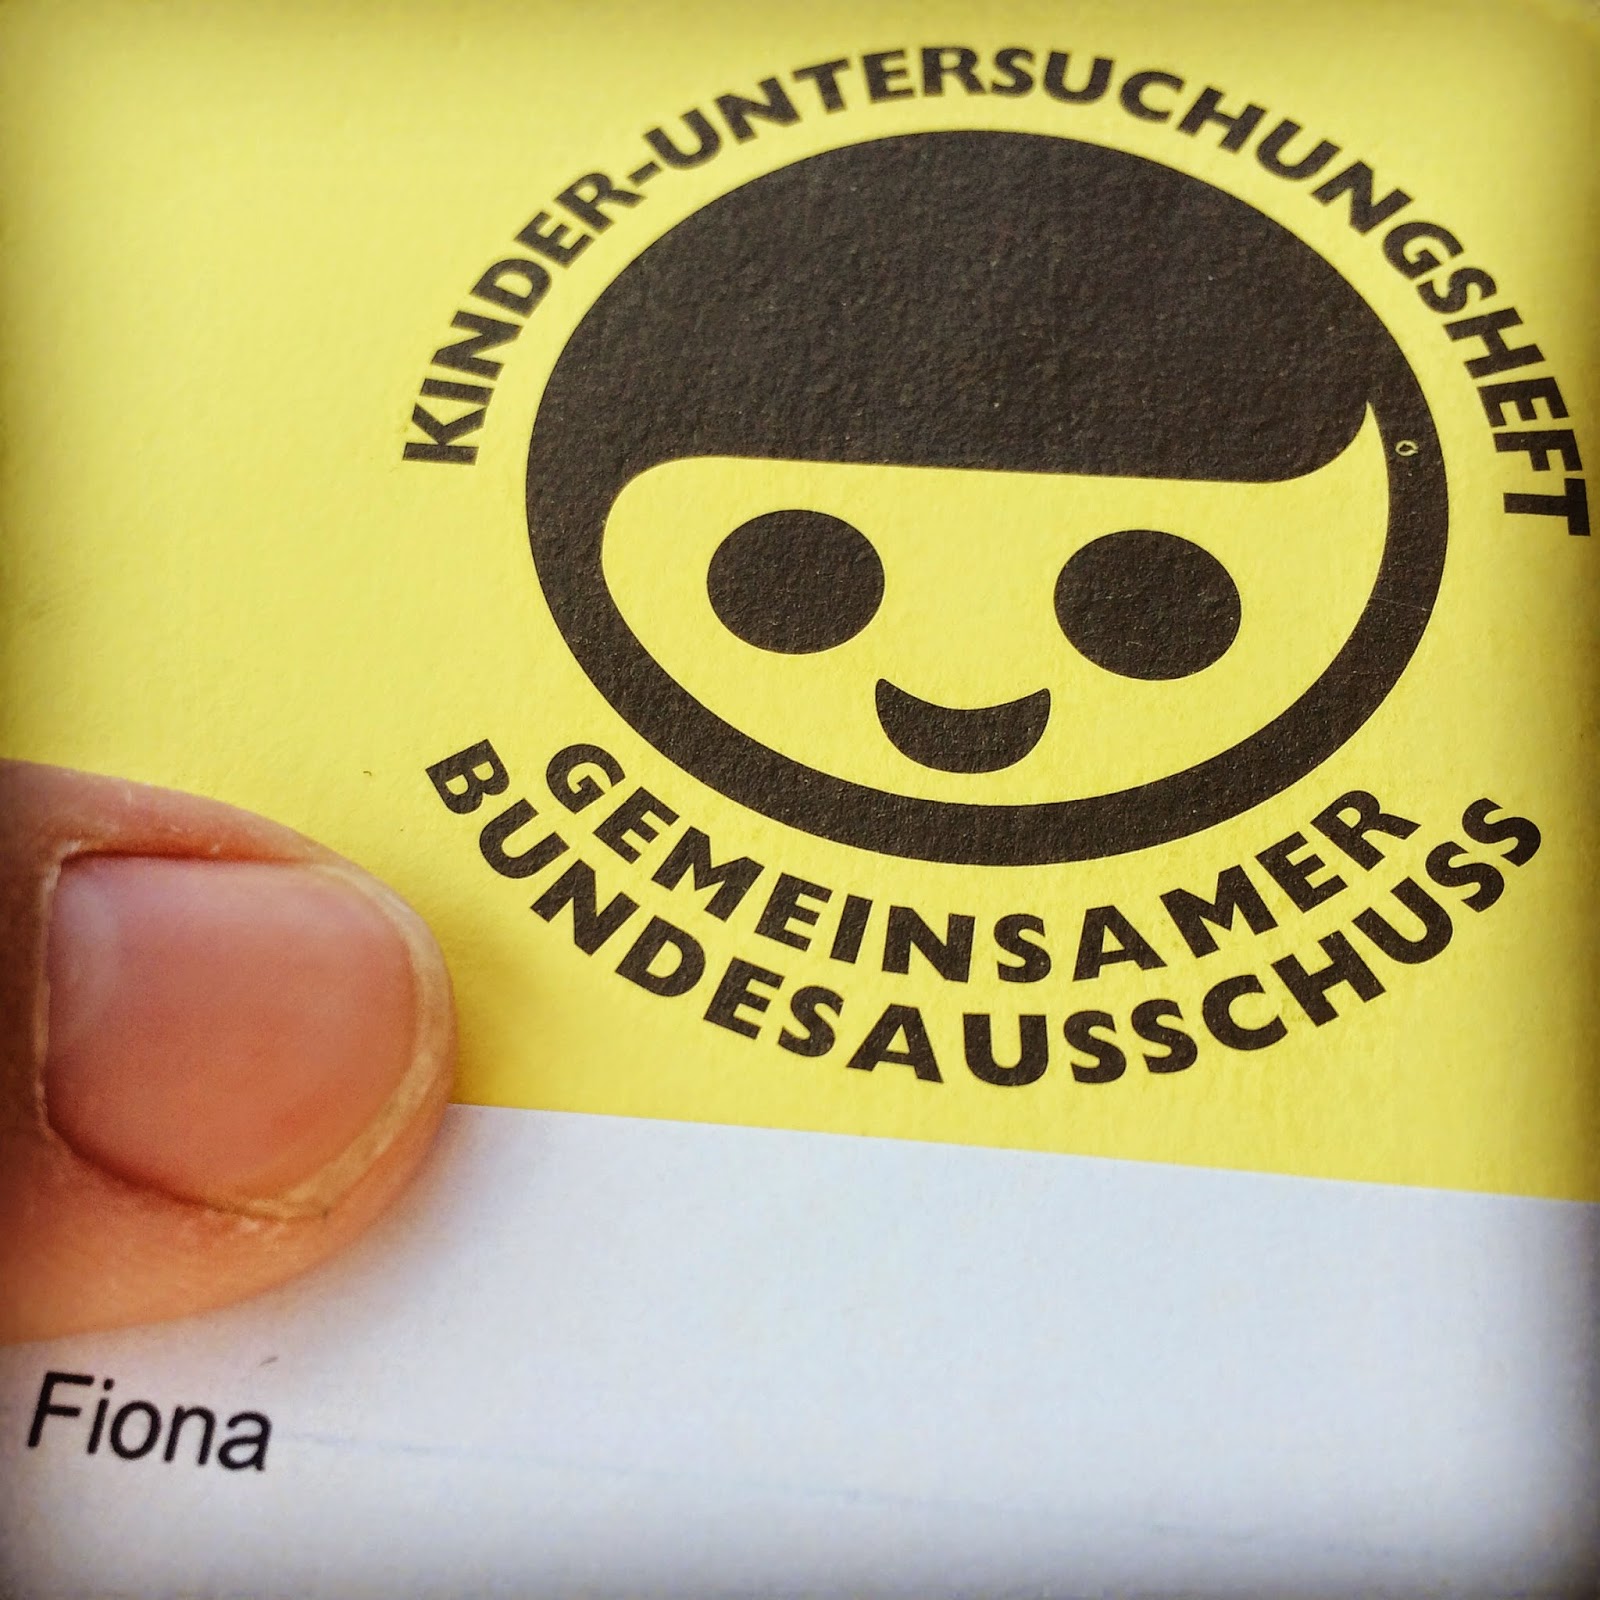 KINDER-UNTERSUCHUNGSHEFT
GEMEINSAMER
BUNDESAUSSCHUSS
Fiona